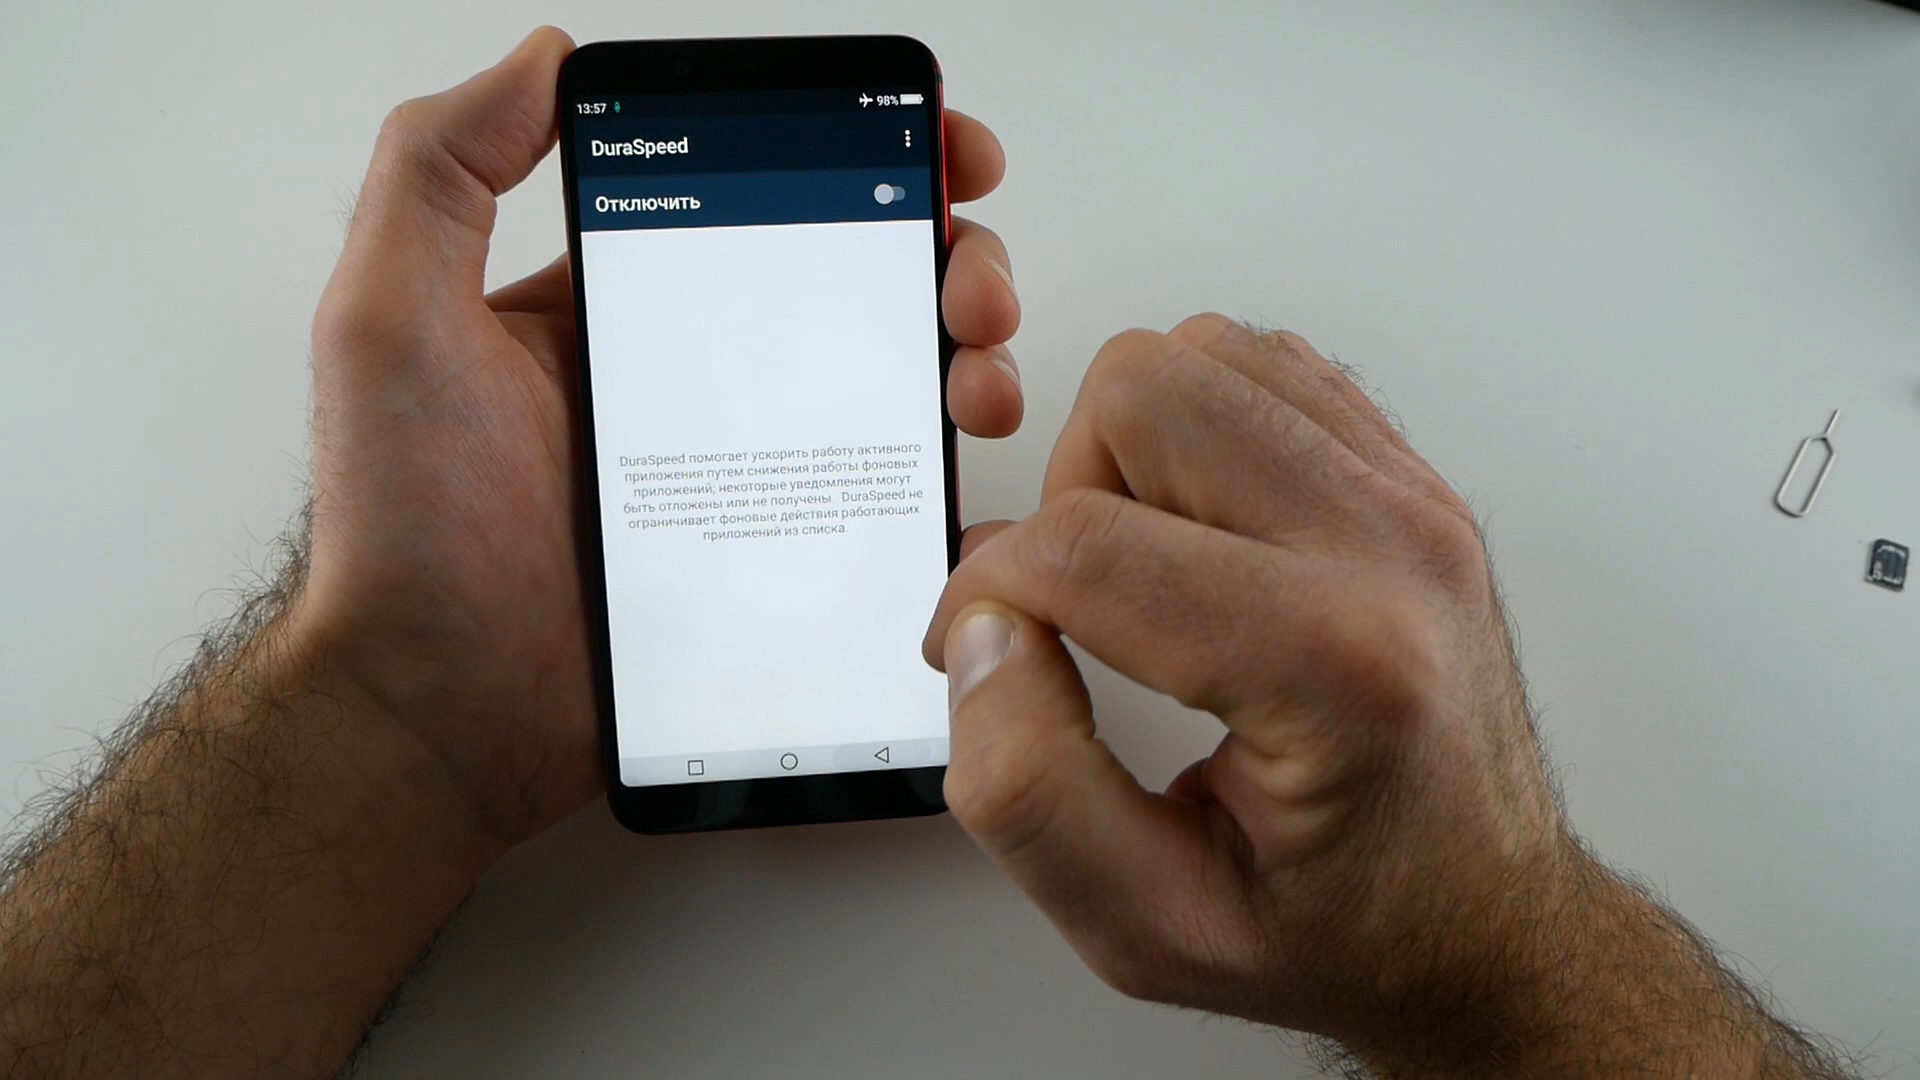 13:57 98%
DuraSpeed
Отключить
DuraSpeed помогает ускорить работу активного
приложения путем снижения работы фоновых
приложений; некоторые уведомления могут
быть отложены или не получены. DuraSpeed не
ограничивает фоновые действия работающих
приложений из списка.